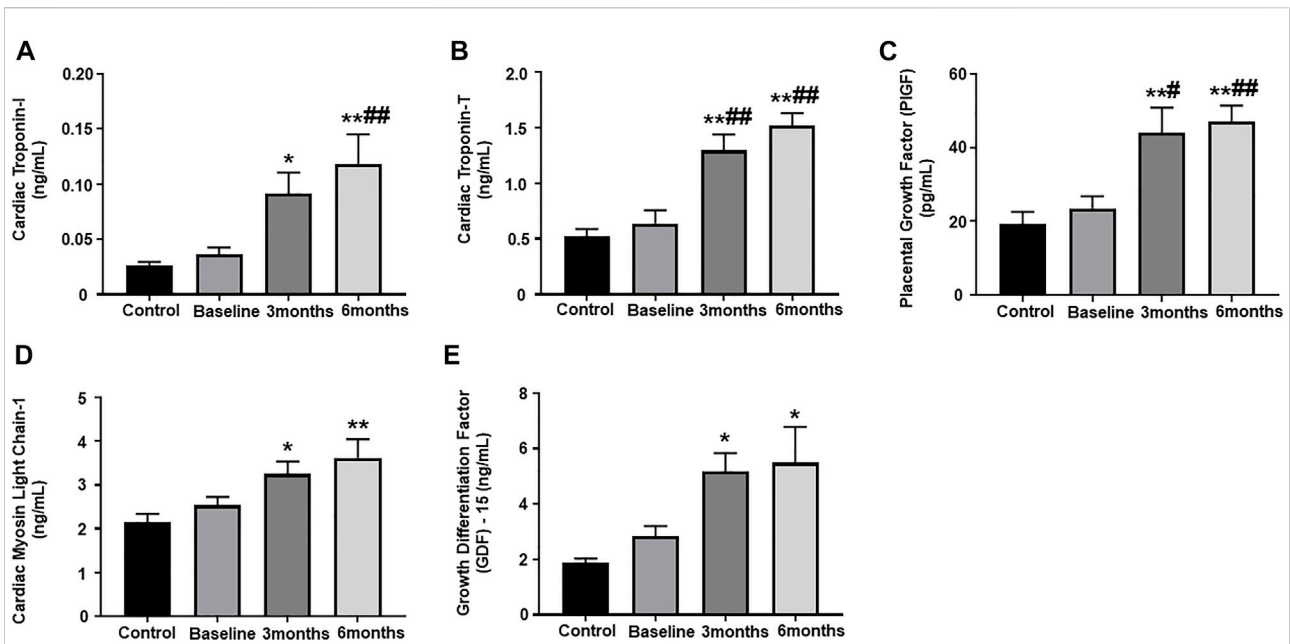 A
Cardiac Troponin-I
(ng/mL)
0.20
0.15
0.10
0.05
0
*
**##
Control Baseline 3months 6months
B
Cardiac Troponin-T
(ng/mL)
2.0
1.5
1.0
0.5
0
**##
**##
Control Baseline 3months 6months
C
Placental Growth Factor (PlGF)
(pg/mL)
60
40
20
0
**#
**##
Control Baseline 3months 6months
D
Cardiac Myosin Light Chain-1
(ng/mL)
5
4
3
2
1
0
*
**
Control Baseline 3months 6months
E
Growth Differentiation Factor
(GDF) - 15 (ng/mL)
8
6
4
2
0
*
*
Control Baseline 3months 6months